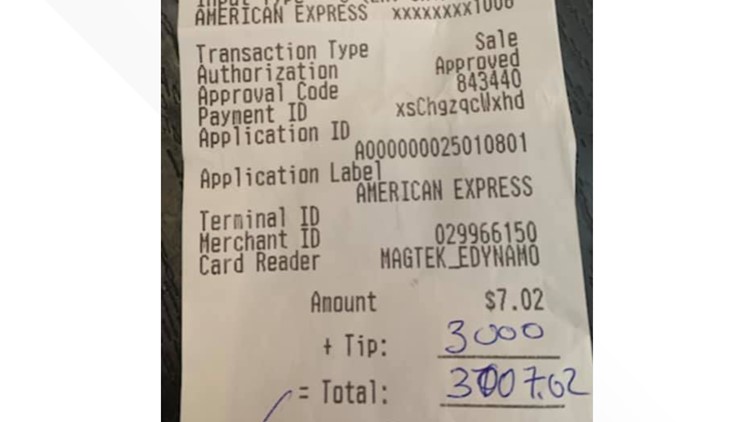 AMERICAN EXPRESS xxxxxxxx1006
Transaction Type Sale
Authorization Approved
Approval Code 843440
Payment ID xsChgzqcWxhd
Application ID
A000000025010801
Application Label
AMERICAN EXPRESS
Terminal ID
Merchant ID 029966150
Card Reader MAGTEK_EDYNAMO
Amount $7.02
+ Tip: 3000
= Total: 3007.02